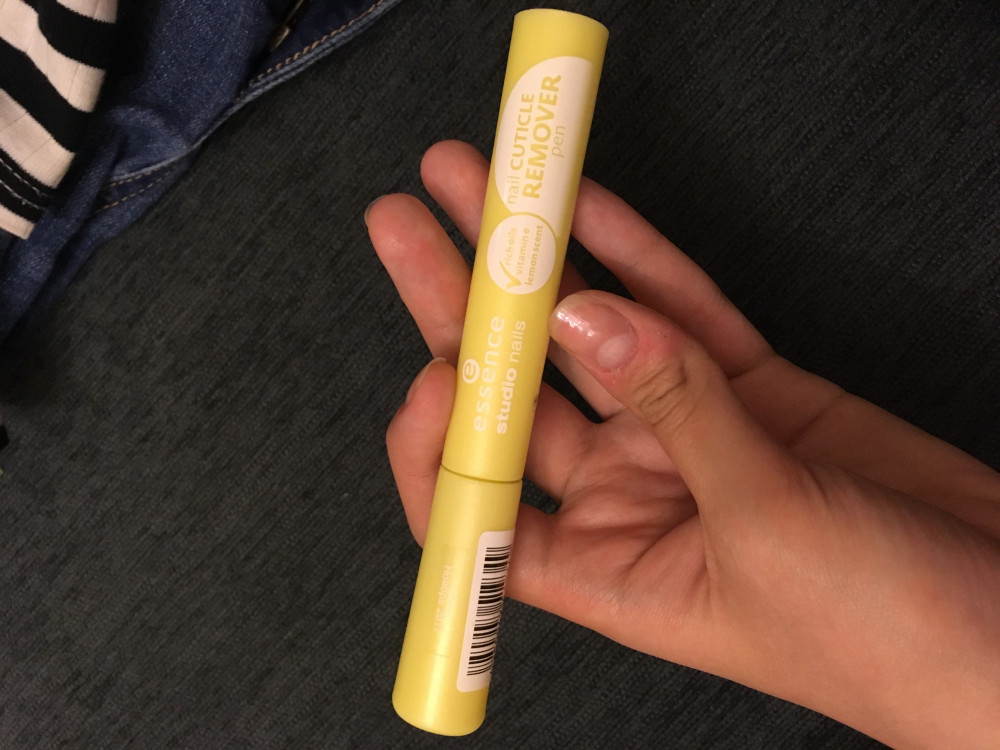 nail CUTICLE
REMOVER
pen
rich oils
vitamin e
lemon scent
essence
studio nails